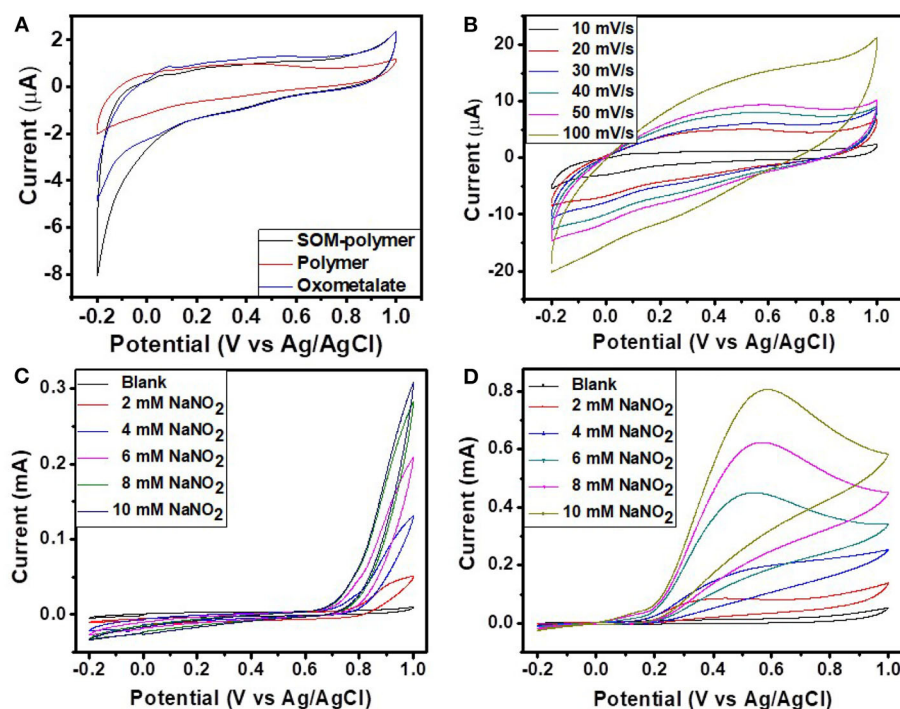 A
2
0
-2
-4
-6
-8
Current (μA)
SOM-polymer
Polymer
Oxometalate
-0.2 0.0 0.2 0.4 0.6 0.8 1.0
Potential (V vs Ag/AgCl)
B
20
10
0
-10
-20
Current (μA)
10 mV/s
20 mV/s
30 mV/s
40 mV/s
50 mV/s
100 mV/s
-0.2 0.0 0.2 0.4 0.6 0.8 1.0
Potential (V vs Ag/AgCl)
C
0.3
0.2
0.1
0.0
Current (mA)
Blank
2 mM NaNO2
4 mM NaNO2
6 mM NaNO2
8 mM NaNO2
10 mM NaNO2
-0.2 0.0 0.2 0.4 0.6 0.8 1.0
Potential (V vs Ag/AgCl)
D
0.8
0.6
0.4
0.2
0.0
Current (mA)
Blank
2 mM NaNO2
4 mM NaNO2
6 mM NaNO2
8 mM NaNO2
10 mM NaNO2
-0.2 0.0 0.2 0.4 0.6 0.8 1.0
Potential (V vs Ag/AgCl)